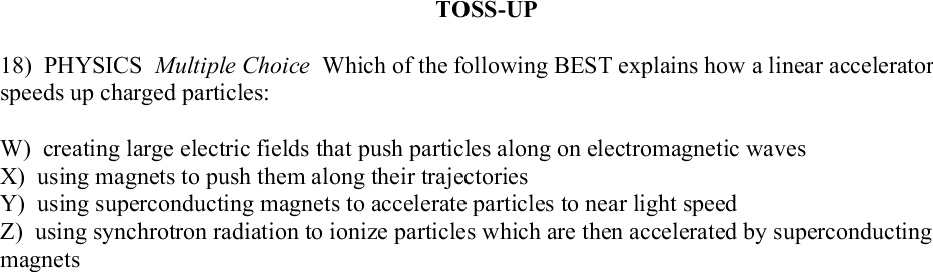 TOSS-UP
18) PHYSICS Multiple Choice Which of the following BEST explains how a linear accelerator
speeds up charged particles:
W) creating large electric fields that push particles along on electromagnetic waves
X) using magnets to push them along their trajectories
Y) using superconducting magnets to accelerate particles to near light speed
Z) using synchrotron radiation to ionize particles which are then accelerated by superconducting
magnets